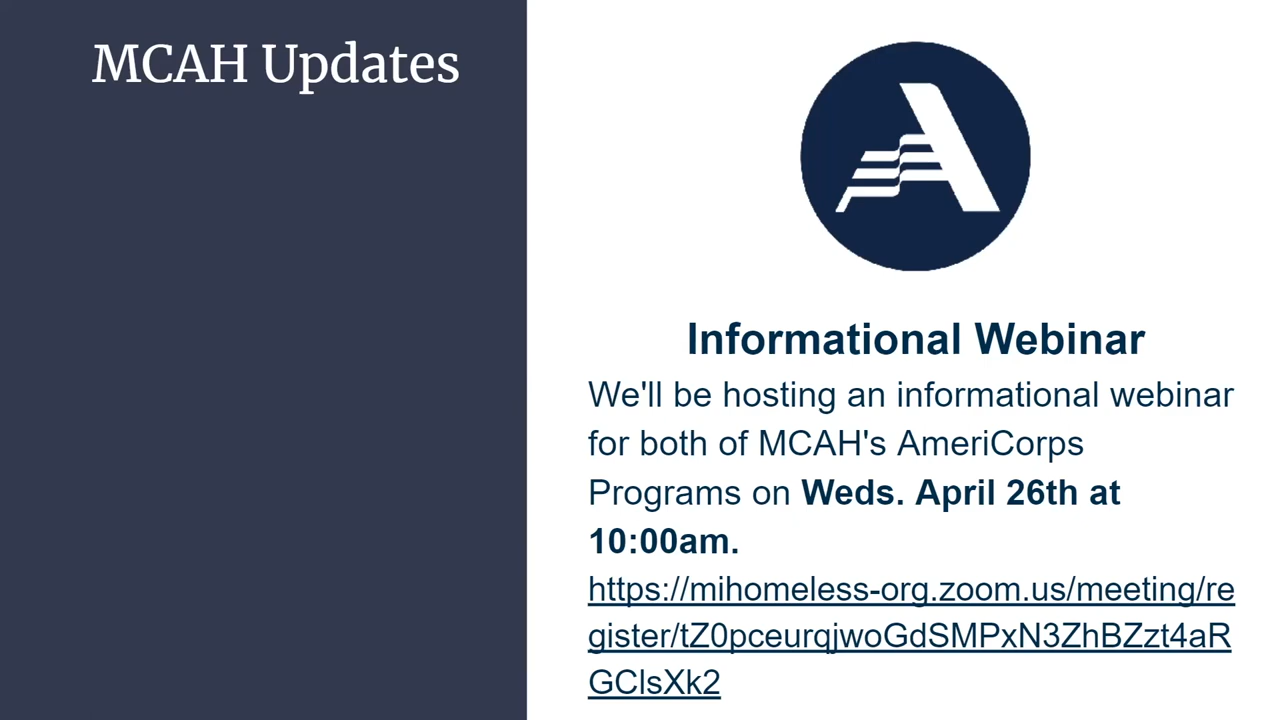 MCAH Updates
Informational Webinar
We'll be hosting an informational webinar
for both of MCAH's AmeriCorps
Programs on Weds. April 26th at
10:00am.
https://mihomeless-org.zoom.us/meeting/re
gister/tZ0pceurqjwoGdSMPxN3ZhBZzt4aR
GClsXk2